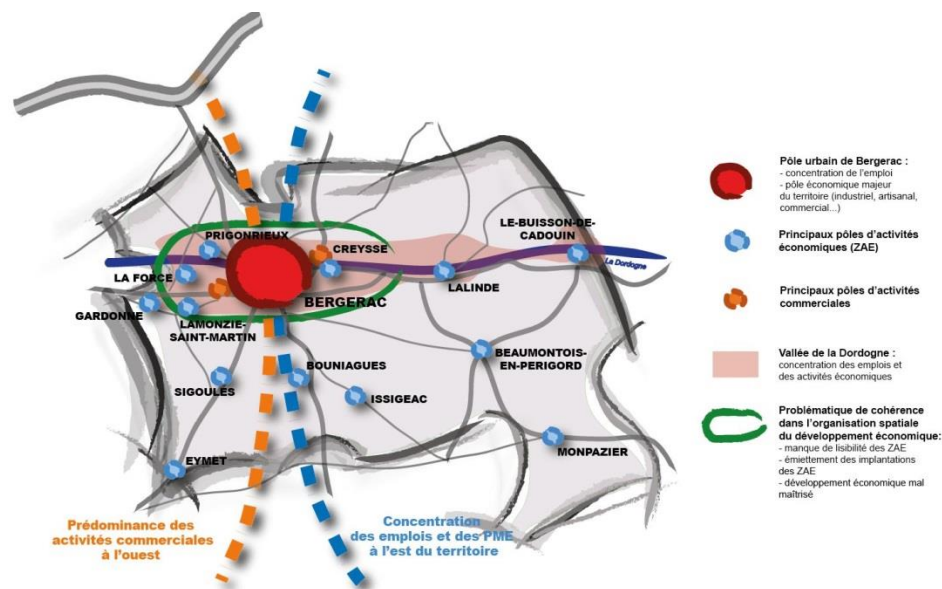 PRIGONRIEUX
CREYSSE
LE-BUISSON-DE-
CADOUIN
La Dordogne
LA FORCE
LALINDE
BERGERAC
GARDONNE
LAMONZIE-
SAINT-MARTIN
BOUNIAGUES
BEAUMONTOIS-
EN-PERIGORD
SIGOULÈS
ISSIGEAC
MONPAZIER
EYMET
Prédominance des
activités commerciales
à l'ouest
Concentration
des emplois et des PME
à l'est du territoire
Pôle urbain de Bergerac :
- concentration de l'emploi
- pôle économique majeur
du territoire (industriel, artisanal,
commercial...)
Principaux pôles d'activités
économiques (ZAE)
Principaux pôles d'activités
commerciales
Vallée de la Dordogne :
concentration des emplois et
des activités économiques
Problématique de cohérence
dans l'organisation spatiale
du développement économique:
- manque de lisibilité des ZAE
- émiettement des implantations
des ZAE
- développement économique mal
maîtrisé